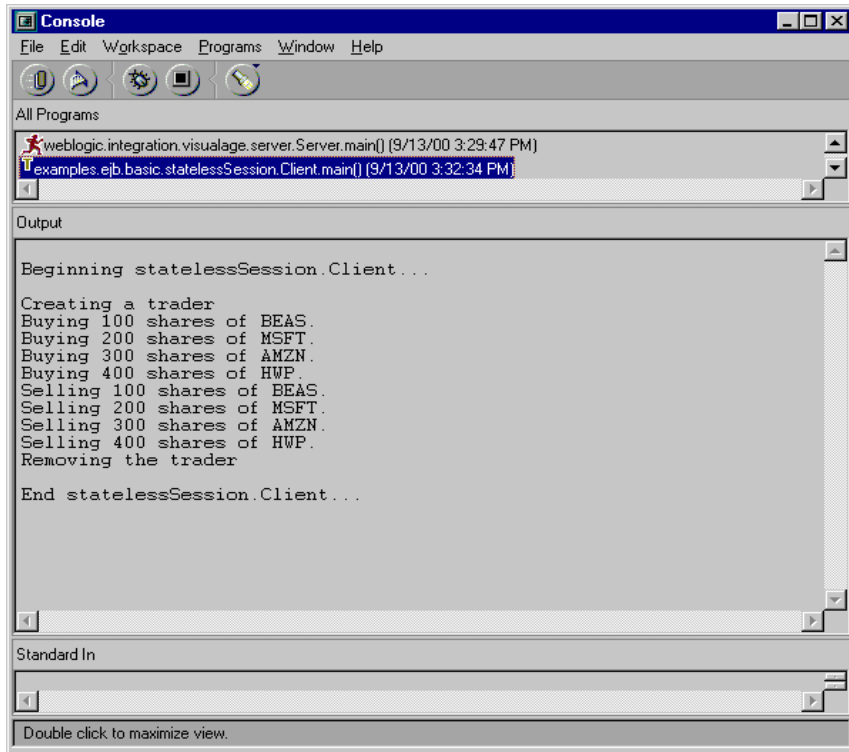 Console
File Edit Workspace Programs Window Help
All Programs
weblogic.integration.visualage.server.Server.main() (9/13/00 3:29:47 PM)
examples.ejb.basic.statelessSession.Client.main() (9/13/00 3:32:34 PM)
Output
Beginning statelessSession.Client...
Creating a trader
Buying 100 shares of BEAS.
Buying 200 shares of MSFT.
Buying 300 shares of AMZN.
Buying 400 shares of HWP.
Selling 100 shares of BEAS.
Selling 200 shares of MSFT.
Selling 300 shares of AMZN.
Selling 400 shares of HWP.
Removing the trader
End statelessSession.Client...
Standard In
Double click to maximize view.